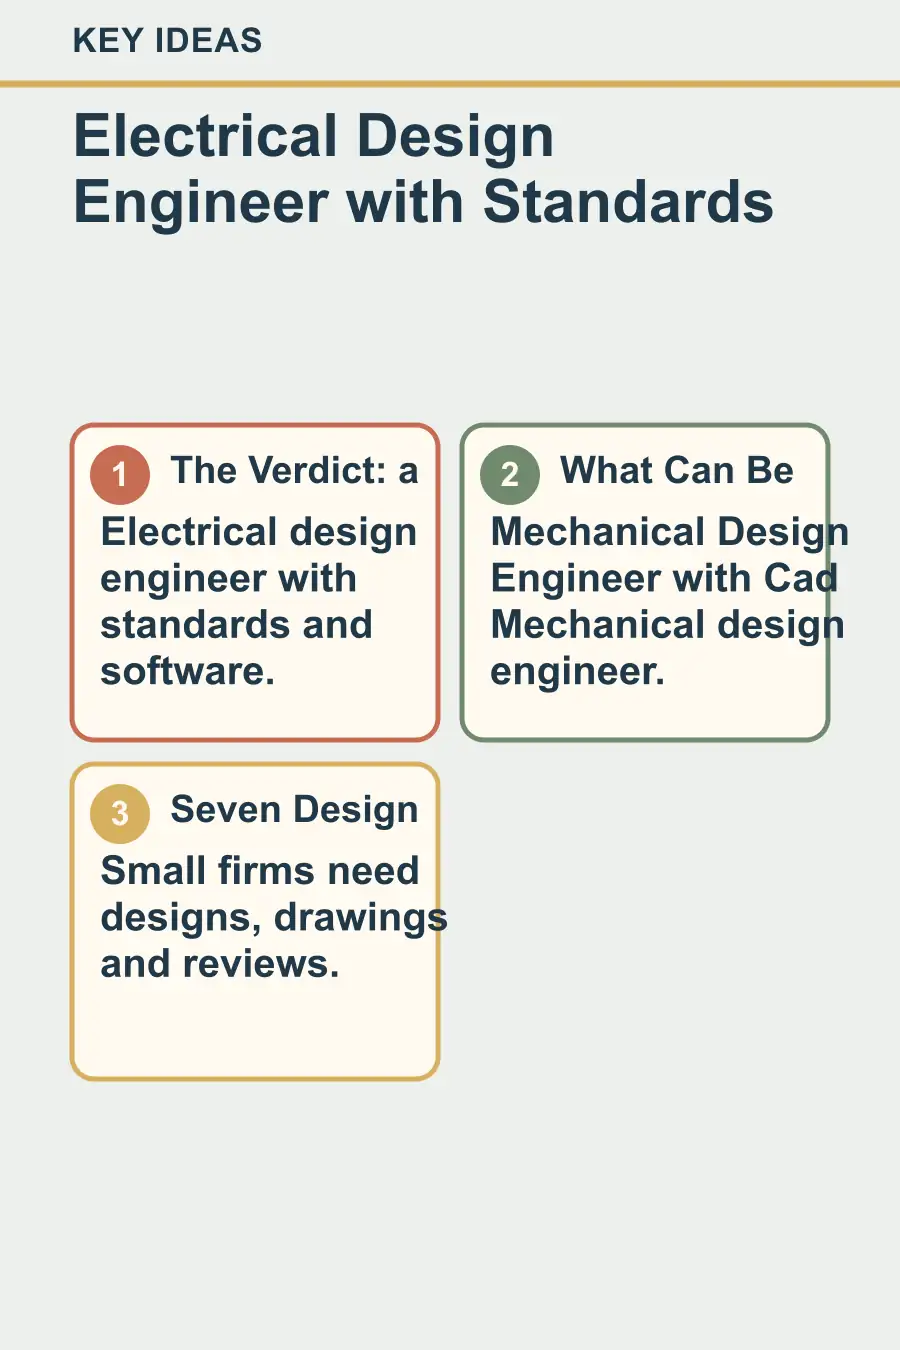 KEY IDEAS
Electrical Design
Engineer with Standards
1 The Verdict: a
Electrical design
engineer with
standards and
software.
2 What Can Be
Mechanical Design
Engineer with Cad
Mechanical design
engineer.
3 Seven Design
Small firms need
designs, drawings
and reviews.